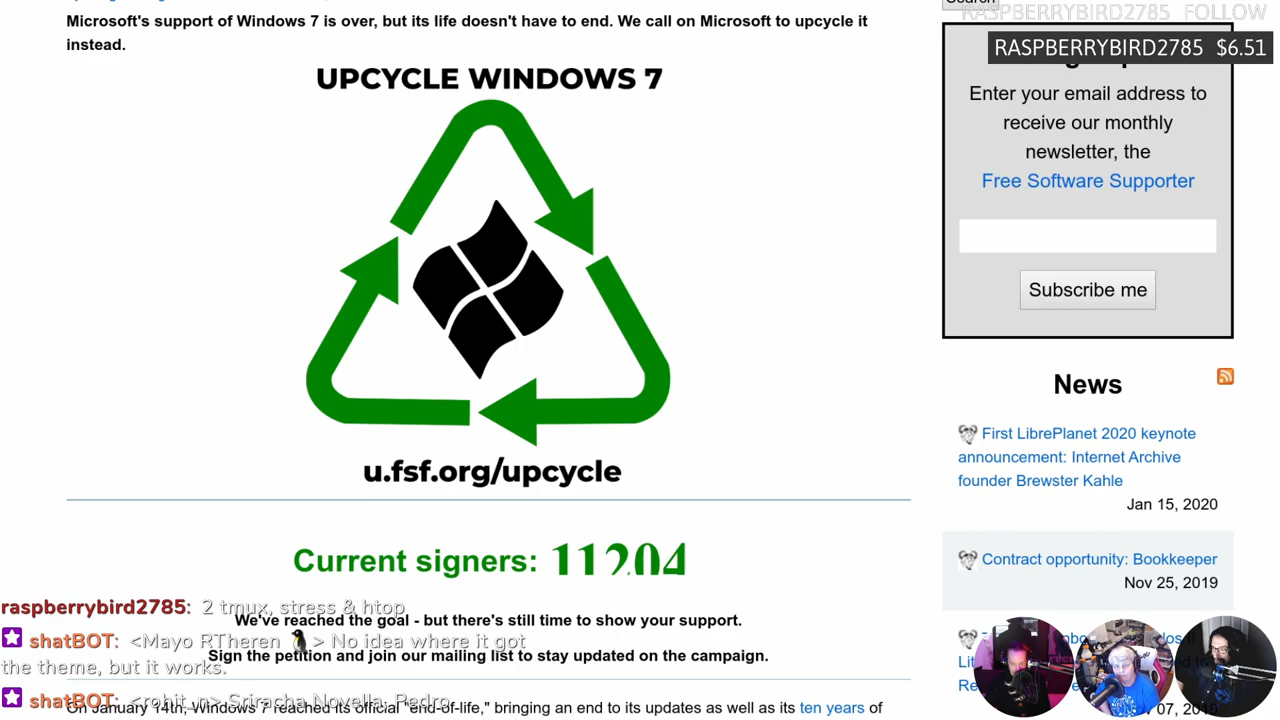 Microsoft's support of Windows 7 is over, but its life doesn't have to end. We call on Microsoft to upcycle it
instead.
UPCYCLE WINDOWS 7
u.fsf.org/upcycle
Current signers: 11204
We've reached the goal - but there's still time to show your support.
Sign the petition and join our mailing list to stay updated on the campaign.
On January 14th, Windows 7 reached its official "end-of-life," bringing an end to its updates as well as its ten years of
Search
RASPBERRYBIRD2785 FOLLOW
RASPBERRYBIRD2785 $6.51
Enter your email address to
receive our monthly
newsletter, the
Free Software Supporter
Subscribe me
News
First LibrePlanet 2020 keynote
announcement: Internet Archive
founder Brewster Kahle
Jan 15, 2020
Contract opportunity: Bookkeeper
Nov 25, 2019
07, 2019
raspberrybird2785: 2 tmux, stress & htop
shatBOT: <Mayo RTheren 🐧> No idea where it got
the theme, but it works.
shatBOT: <rohit_n> Sriracha Novella, Pedro